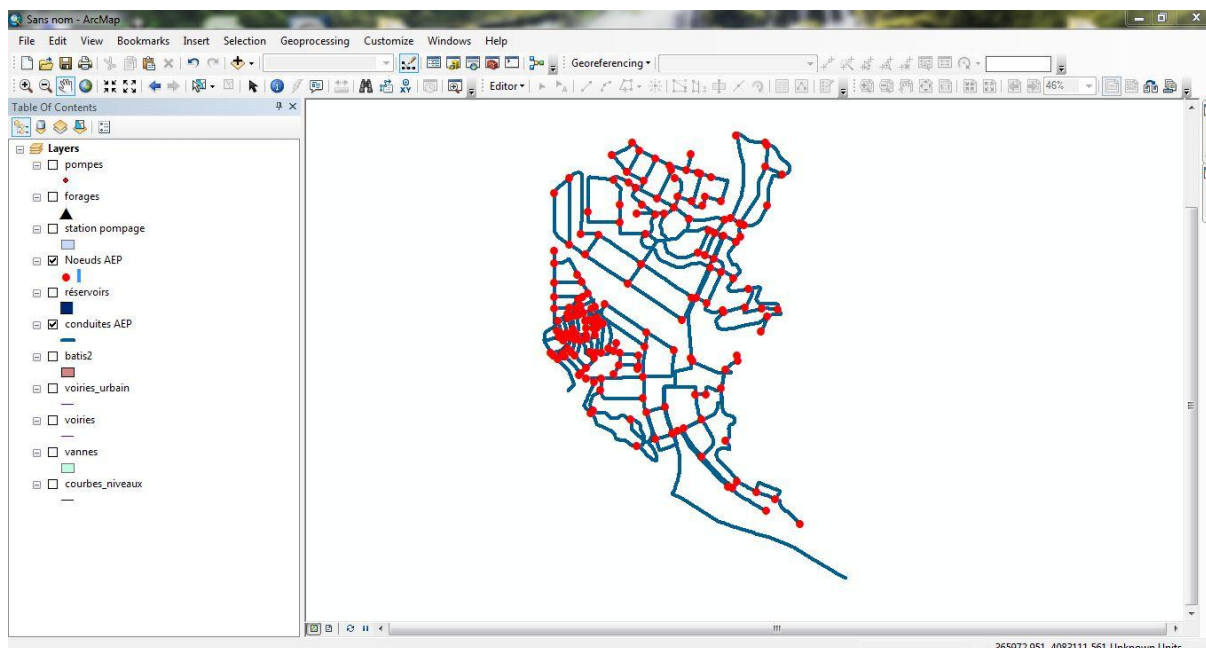 Sans nom - ArcMap
File Edit View Bookmarks Insert Selection Geoprocessing Customize Windows Help
Georeferencing
Editor
46%
Table Of Contents
Layers
pompes
forages
station pompage
Noeuds AEP
réservoirs
conduites AEP
batis2
voiries_urbain
voiries
vannes
courbes_niveaux
365972,951 4083111,561 Unknown Units